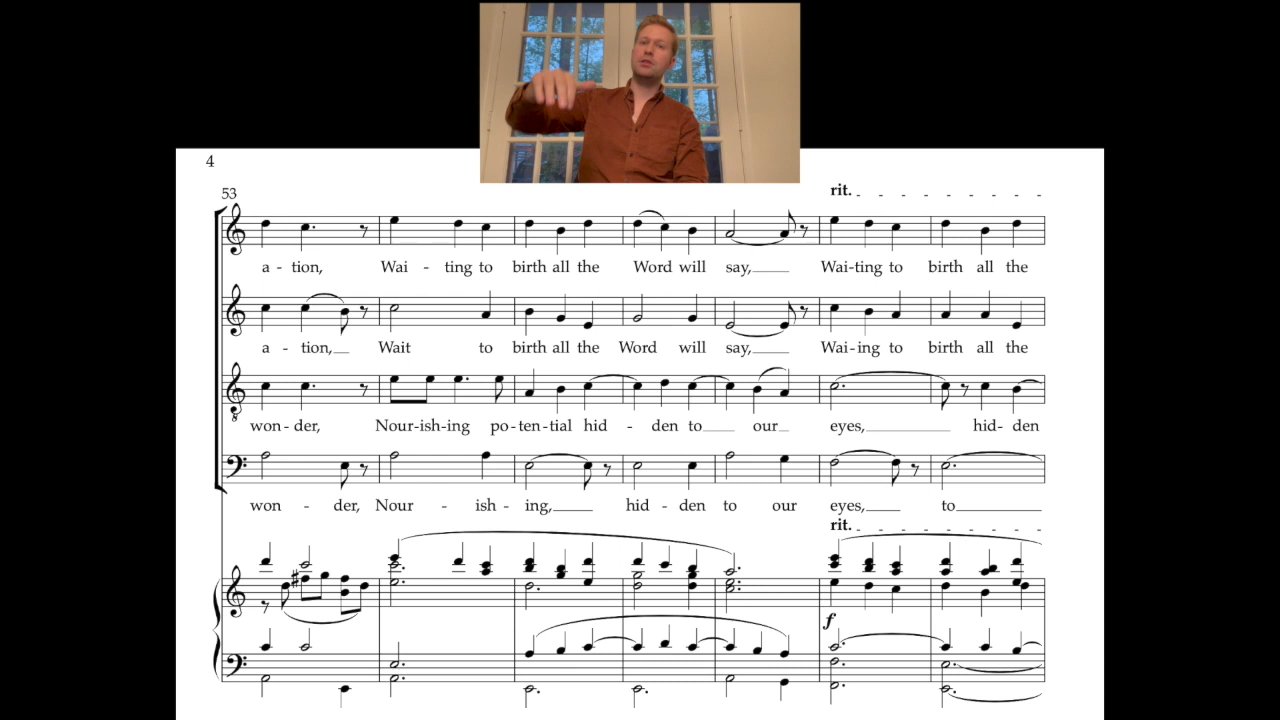 4
53
rit.
a - tion, Wai - ting to birth all the Word will say, Wai-ting to birth all the
a - tion, Wait to birth all the Word will say, Wai-ing to birth all the
won - der, Nour-ish-ing po-ten-tial hid - den to our eyes, hid- den
won - der, Nour - ish - ing, hid - den to our eyes, to
rit.
f